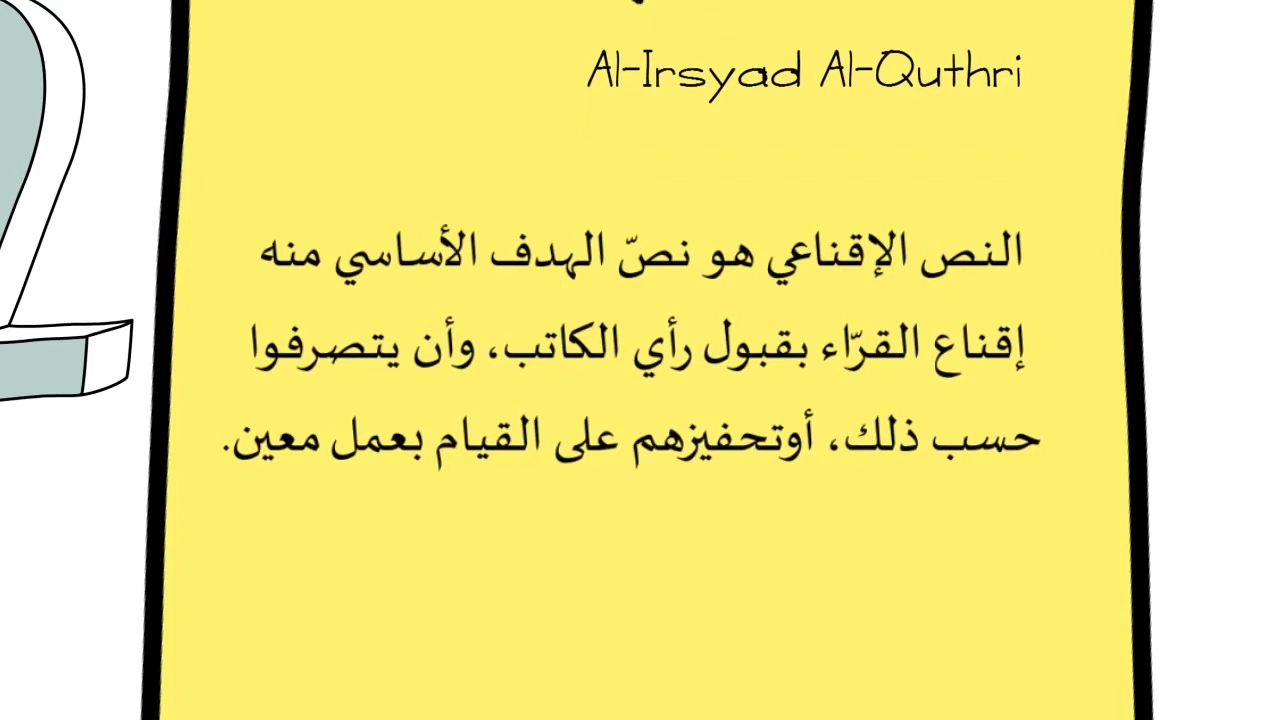 Al-Irsyad Al-Quthri
النص الإقناعي هو نصّ الهدف الأساسي منه
إقناع القرّاء بقبول رأي الكاتب، وأن يتصرفوا
حسب ذلك، أوتحفيزهم على القيام بعمل معين.